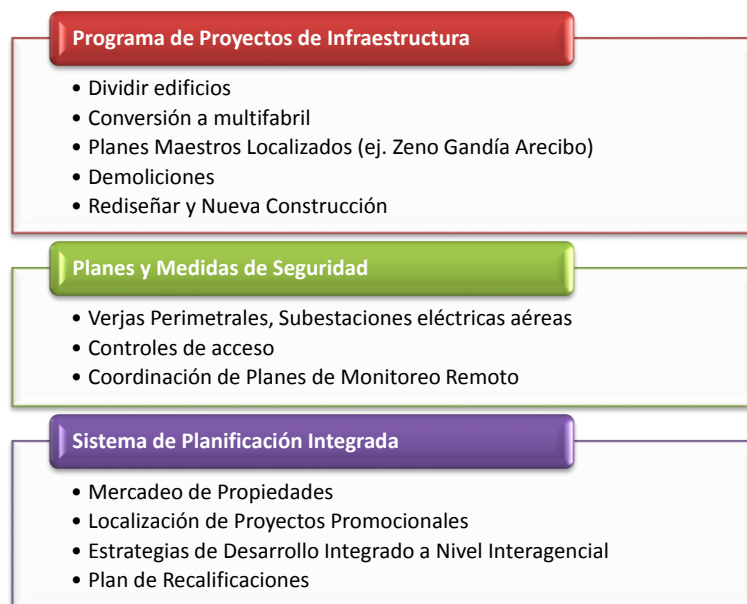 Programa de Proyectos de Infraestructura
• Dividir edificios
• Conversión a multifabril
• Planes Maestros Localizados (ej. Zeno Gandía Arecibo)
• Demoliciones
• Rediseñar y Nueva Construcción
Planes y Medidas de Seguridad
• Verjas Perimetrales, Subestaciones eléctricas aéreas
• Controles de acceso
• Coordinación de Planes de Monitoreo Remoto
Sistema de Planificación Integrada
• Mercadeo de Propiedades
• Localización de Proyectos Promocionales
• Estrategias de Desarrollo Integrado a Nivel Interagencial
• Plan de Recalificaciones